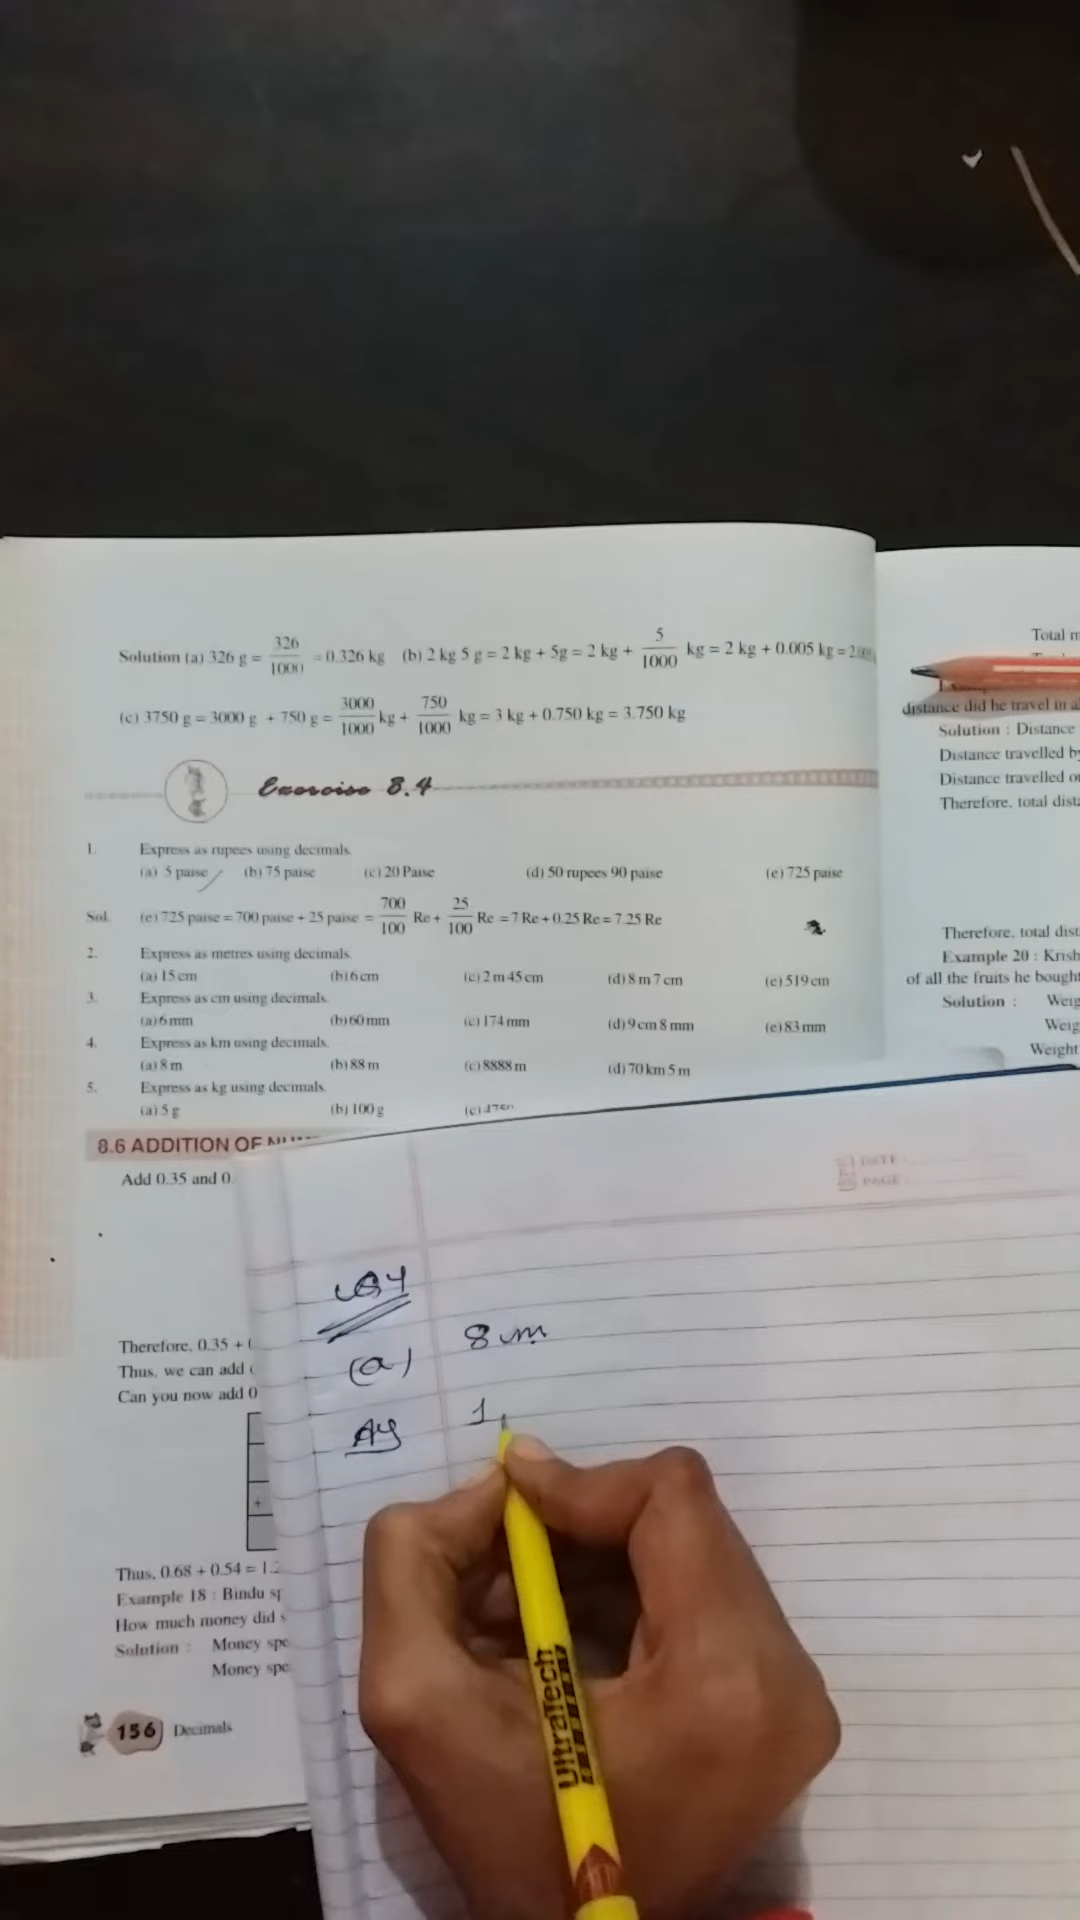 Solution (a) 326 g = 326/1000 = 0.326 kg (b) 2 kg 5 g = 2 kg + 5g = 2 kg + 5/1000 kg = 2 kg + 0.005 kg =
(c) 3750 g = 3000 g + 750 g = 3000/1000 kg + 750/1000 kg = 3 kg + 0.750 kg = 3.750 kg
Exercise 8.4
1. Express as rupees using decimals.
(a) 5 paise (b) 75 paise (c) 20 Paise (d) 50 rupees 90 paise (e) 725 paise
Sol. (e) 725 paise = 700 paise + 25 paise = 700/100 Re + 25/100 Re = 7 Re + 0.25 Re = 7.25 Re
2. Express as metres using decimals.
(a) 15 cm (b) 6 cm (c) 2 m 45 cm (d) 8 m 7 cm (e) 519 cm
3. Express as cm using decimals.
(a) 6 mm (b) 60 mm (c) 174 mm (d) 9 cm 8 mm (e) 83 mm
4. Express as km using decimals.
(a) 8 m (b) 88 m (c) 8888 m (d) 70 km 5 m
5. Express as kg using decimals.
(a) 5 g (b) 100 g (c)
8.6 ADDITION OF
Add 0.35 and 0.
Therefore, 0.35 +
Thus, we can add
Can you now add 0
+
Thus, 0.68 + 0.54 = 1.2
Example 18 : Bindu
How much money did
Solution : Money
Money
156 Decimals
Total
distance did he travel in
Solution : Distance
Distance travelled
Distance travelled
Therefore, total
Therefore, total
Example 20 :
of all the fruits he bought
Solution :
Weight
DATE :
PAGE :
Q4
(a) 8 m
1
UltraTech
CEMENT